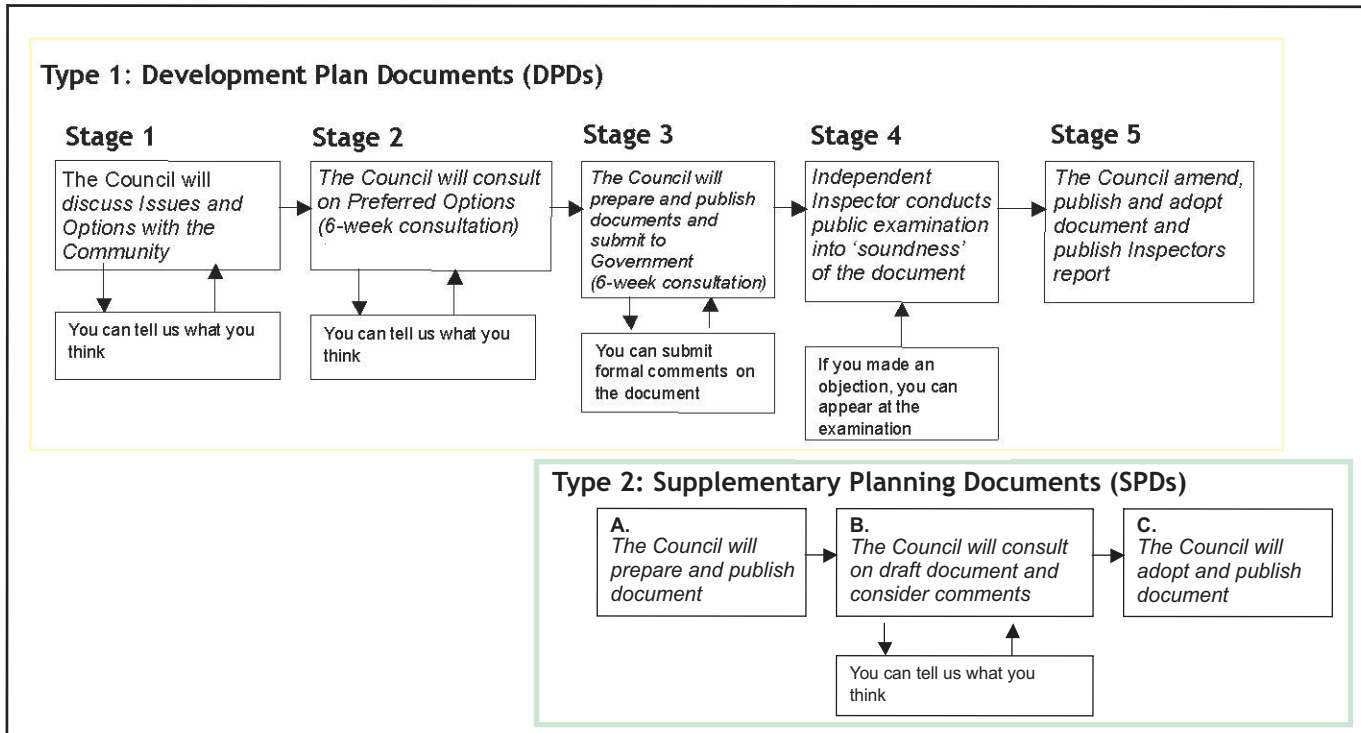 Type 1: Development Plan Documents (DPDs)
Stage 1
The Council will
discuss Issues and
Options with the
Community
You can tell us what you
think
Stage 2
The Council will consult
on Preferred Options
(6-week consultation)
You can tell us what you
think
Stage 3
The Council will
prepare and publish
documents and
submit to
Government
(6-week consultation)
You can submit
formal comments on
the document
Stage 4
Independent
Inspector conducts
public examination
into ‘soundness’
of the document
If you made an
objection, you can
appear at the
examination
Stage 5
The Council amend,
publish and adopt
document and
publish Inspectors
report
Type 2: Supplementary Planning Documents (SPDs)
A.
The Council will
prepare and publish
document
B.
The Council will consult
on draft document and
consider comments
You can tell us what you
think
C.
The Council will
adopt and publish
document